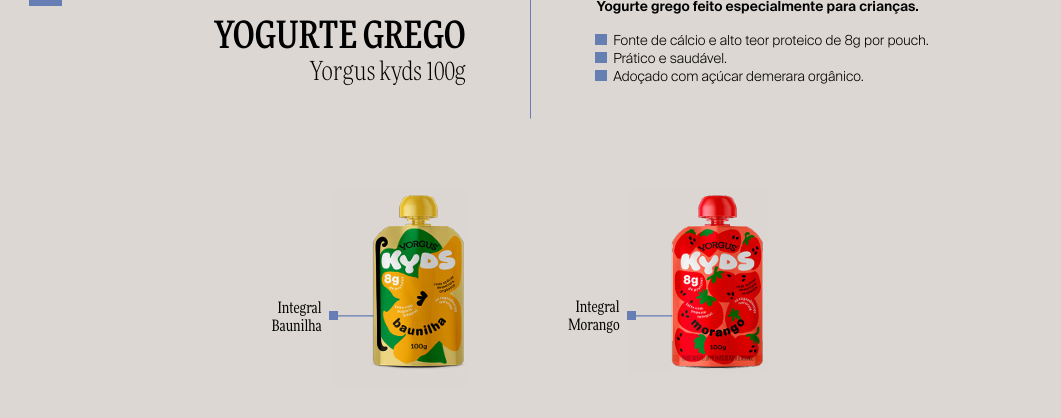 YOGURTE GREGO
Yorgus kyds 100g
Yogurte grego feito especialmente para crianças.
Fonte de cálcio e alto teor proteico de 8g por pouch.
Prático e saudável.
Adoçado com açúcar demerara orgânico.
Integral
Baunilha
YORGUS
KYDS
8g
baunilha
100g
Integral
Morango
YORGUS
KYDS
8g
morango
100g